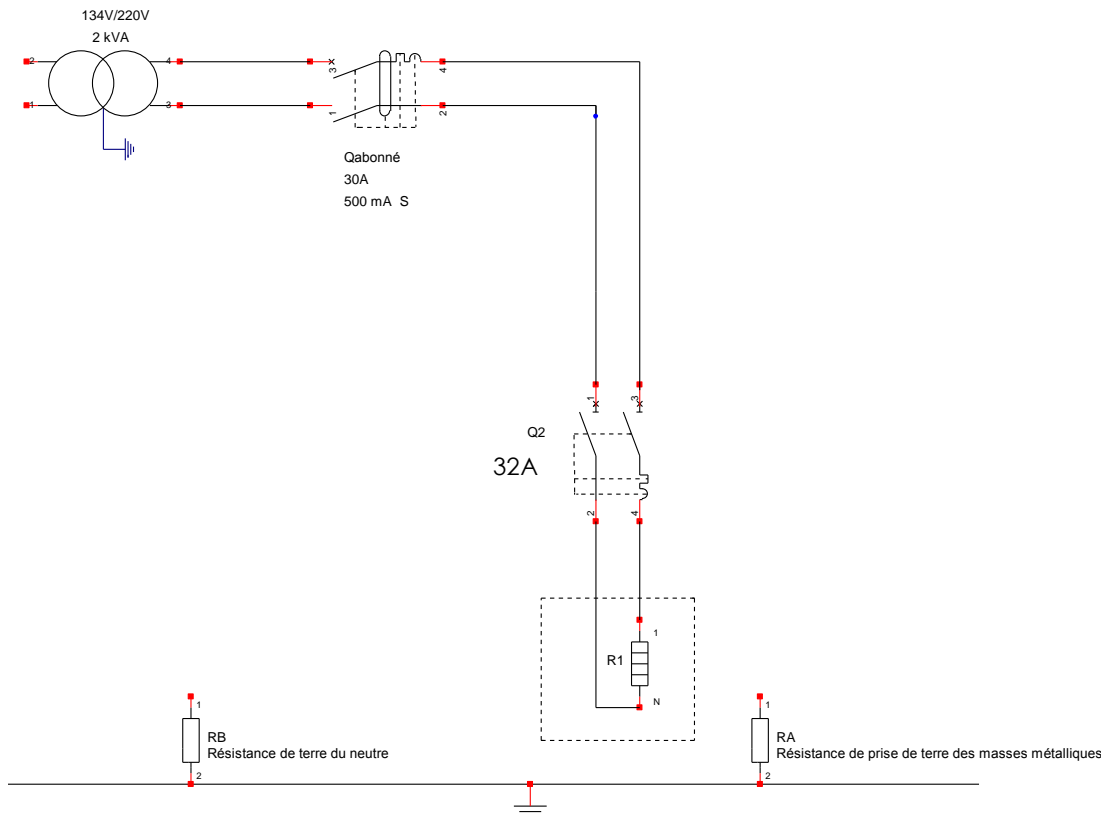 134V/220V
2 kVA
2
4
3
4
1
3
1
2
Qabonné
30A
500 mA S
1
3
Q2
32A
2
4
1
R1
N
1
1
RB
RA
Résistance de terre du neutre
Résistance de prise de terre des masses métalliques
2
2